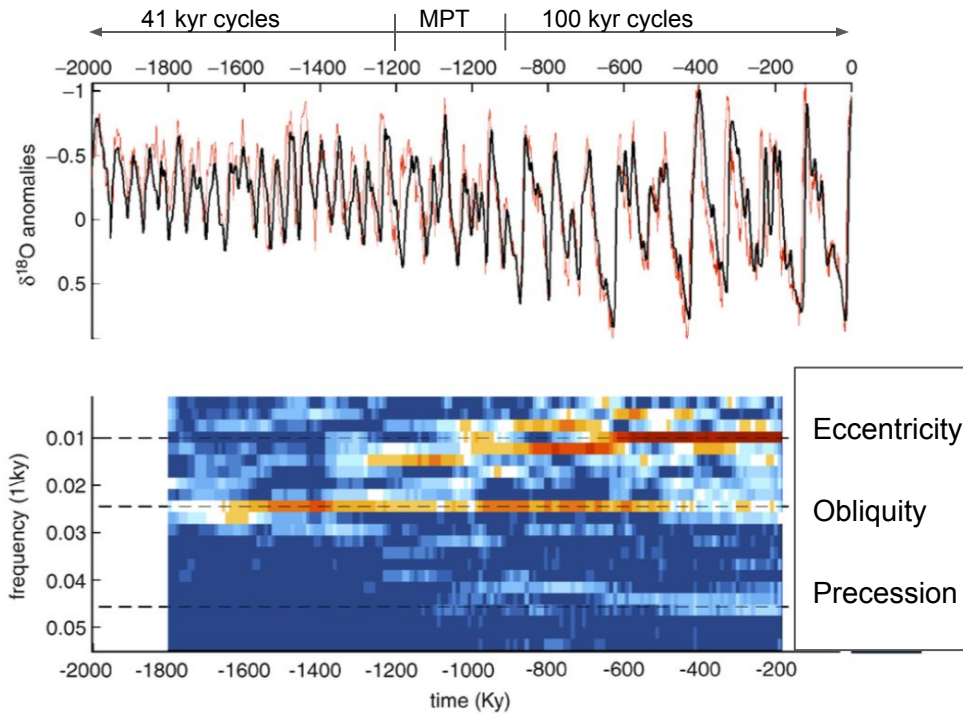 41 kyr cycles MPT 100 kyr cycles
−2000 −1800 −1600 −1400 −1200 −1200 −800 −600 −400 −200 0
−1
−0.5
0
0.5
δ18O anomalies
0.01
0.02
0.03
0.04
0.05
frequency (1\ky)
Eccentricity
Obliquity
Precession
-2000 -1800 -1600 -1400 -1200 -1000 -800 -600 -400 -200 0
time (Ky)